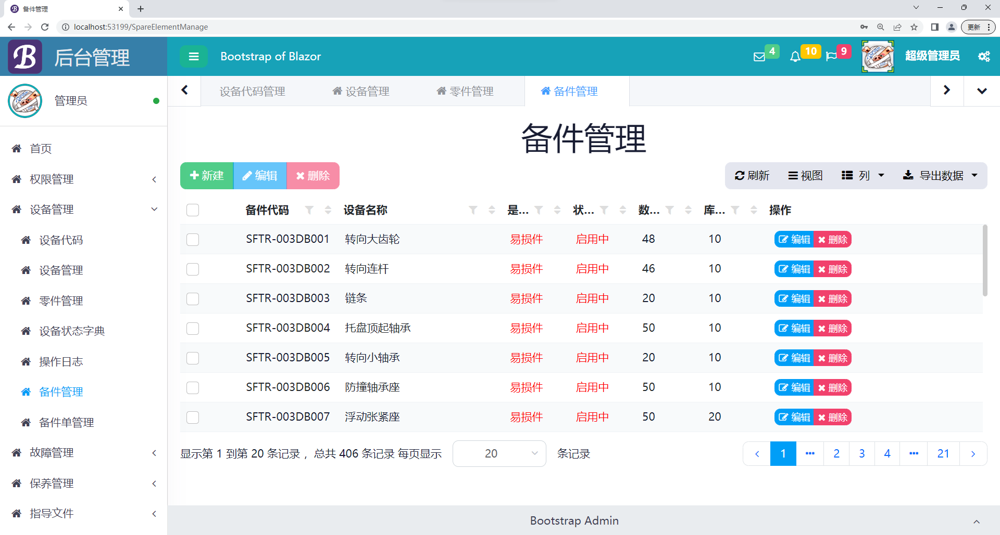 备件管理
localhost:53199/SpareElementManage
更新
B 后台管理
Bootstrap of Blazor
4
10
9
超级管理员
管理员
设备代码管理
设备管理
零件管理
备件管理
首页
权限管理
设备管理
设备代码
设备管理
零件管理
设备状态字典
操作日志
备件管理
备件单管理
故障管理
保养管理
指导文件
备件管理
新建 编辑 删除
刷新 视图 列 导出数据
备件代码 设备名称 是... 状... 数... 库... 操作
SFTR-003DB001 转向大齿轮 易损件 启用中 48 10 编辑 删除
SFTR-003DB002 转向连杆 易损件 启用中 46 10 编辑 删除
SFTR-003DB003 链条 易损件 启用中 20 10 编辑 删除
SFTR-003DB004 托盘顶起轴承 易损件 启用中 50 10 编辑 删除
SFTR-003DB005 转向小轴承 易损件 启用中 20 10 编辑 删除
SFTR-003DB006 防撞轴承座 易损件 启用中 50 10 编辑 删除
SFTR-003DB007 浮动张紧座 易损件 启用中 50 20 编辑 删除
显示第 1 到第 20 条记录，总共 406 条记录 每页显示 20 条记录
1 ••• 2 3 4 ••• 21
Bootstrap Admin